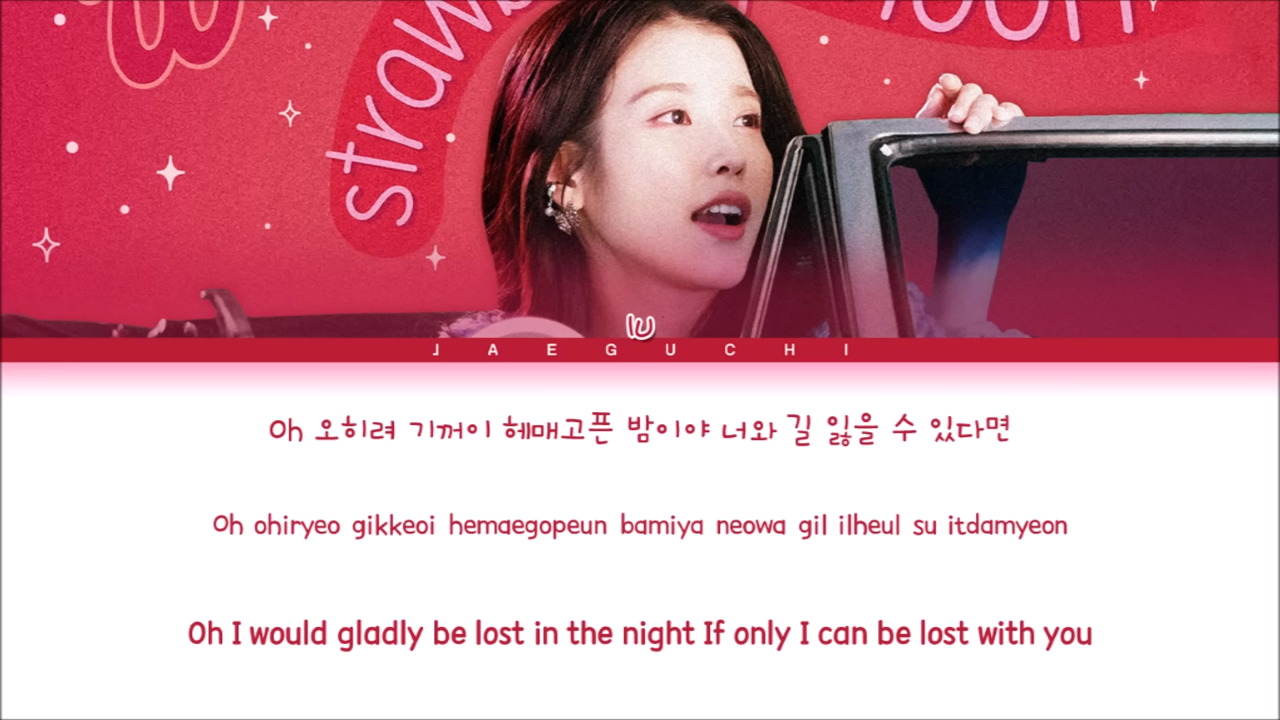 straw
IU
J A E G U C H I
Oh 오히려 기꺼이 헤매고픈 밤이야 너와 길 잃을 수 있다면
Oh ohiryeo gikkeoi hemaegopeun bamiya neowa gil ilheul su itdamyeon
Oh I would gladly be lost in the night If only I can be lost with you